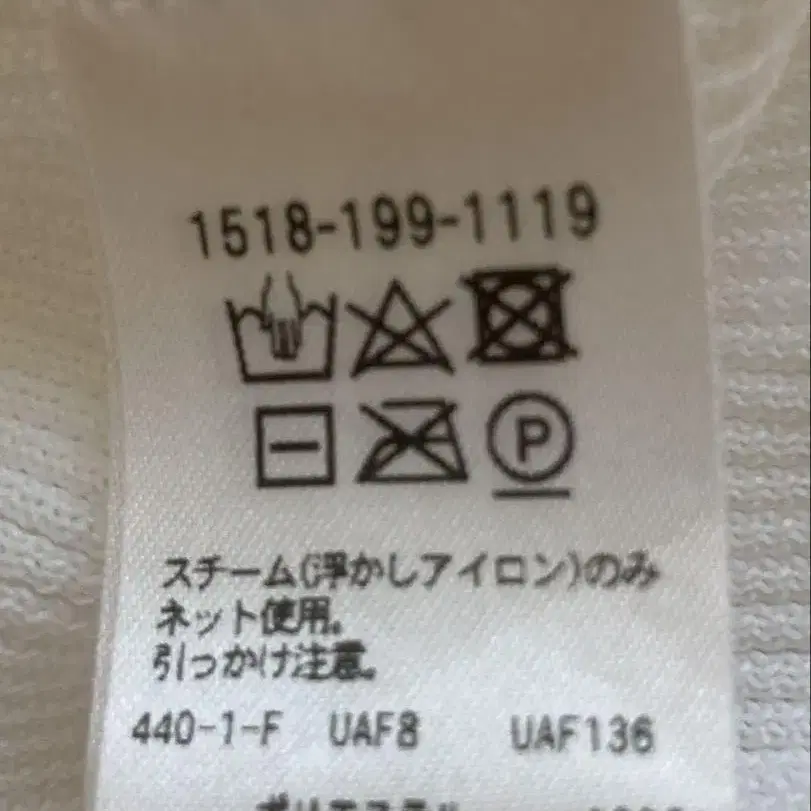 1518-199-1119
P
スチーム(浮かしアイロン)のみ
ネット使用。
引っかけ注意。
440-1-F UAF8 UAF136